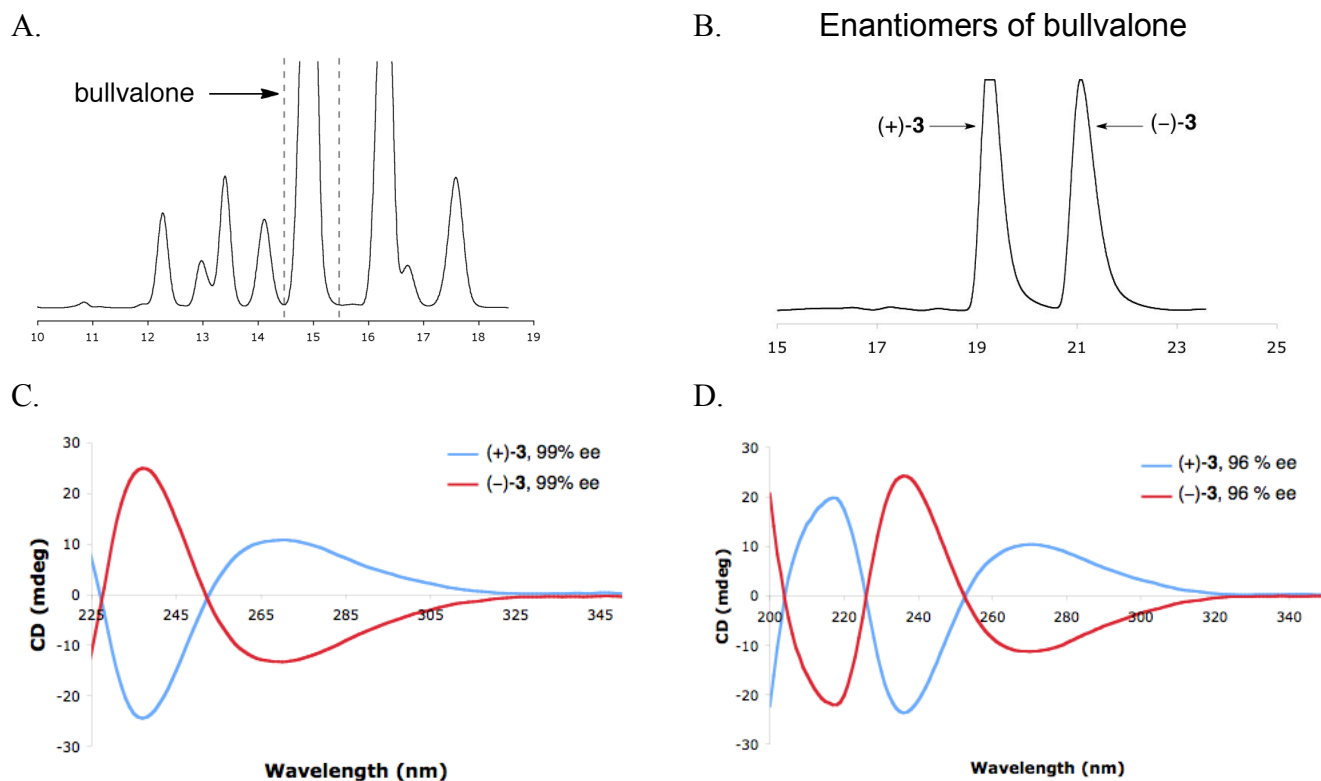 A.
bullvalone
10 11 12 13 14 15 16 17 18 19
B. Enantiomers of bullvalone
(+)-3 (−)-3
15 17 19 21 23 25
C.
30
20
10
0
-10
-20
-30
CD (mdeg)
(+)-3, 99% ee
(−)-3, 99% ee
225 245 265 285 305 325 345
Wavelength (nm)
D.
30
20
10
0
-10
-20
-30
CD (mdeg)
(+)-3, 96 % ee
(−)-3, 96 % ee
200 220 240 260 280 300 320 340
Wavelength (nm)